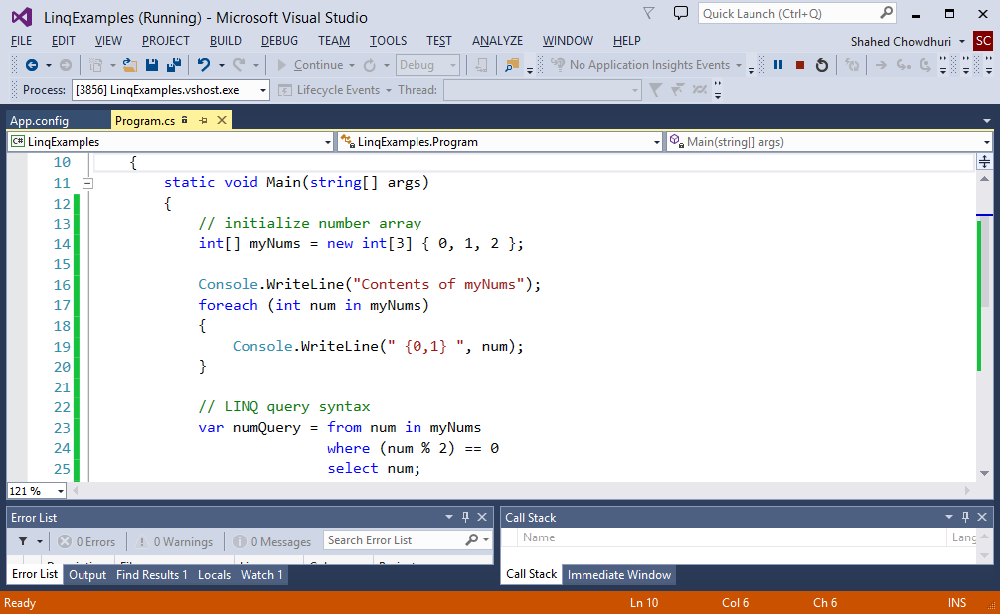 LinqExamples (Running) - Microsoft Visual Studio
Quick Launch (Ctrl+Q)
FILE EDIT VIEW PROJECT BUILD DEBUG TEAM TOOLS TEST ANALYZE WINDOW HELP
Shahed Chowdhuri SC
Continue Debug No Application Insights Events
Process: [3856] LinqExamples.vshost.exe Lifecycle Events Thread:
App.config Program.cs
C# LinqExamples LinqExamples.Program Main(string[] args)
10 {
11 static void Main(string[] args)
12 {
13 // initialize number array
14 int[] myNums = new int[3] { 0, 1, 2 };
15
16 Console.WriteLine("Contents of myNums");
17 foreach (int num in myNums)
18 {
19 Console.WriteLine(" {0,1} ", num);
20 }
21
22 // LINQ query syntax
23 var numQuery = from num in myNums
24 where (num % 2) == 0
25 select num;
121 %
Error List
0 Errors 0 Warnings 0 Messages Search Error List
Error List Output Find Results 1 Locals Watch 1
Call Stack
Name
Call Stack Immediate Window
Ready Ln 10 Col 6 Ch 6 INS